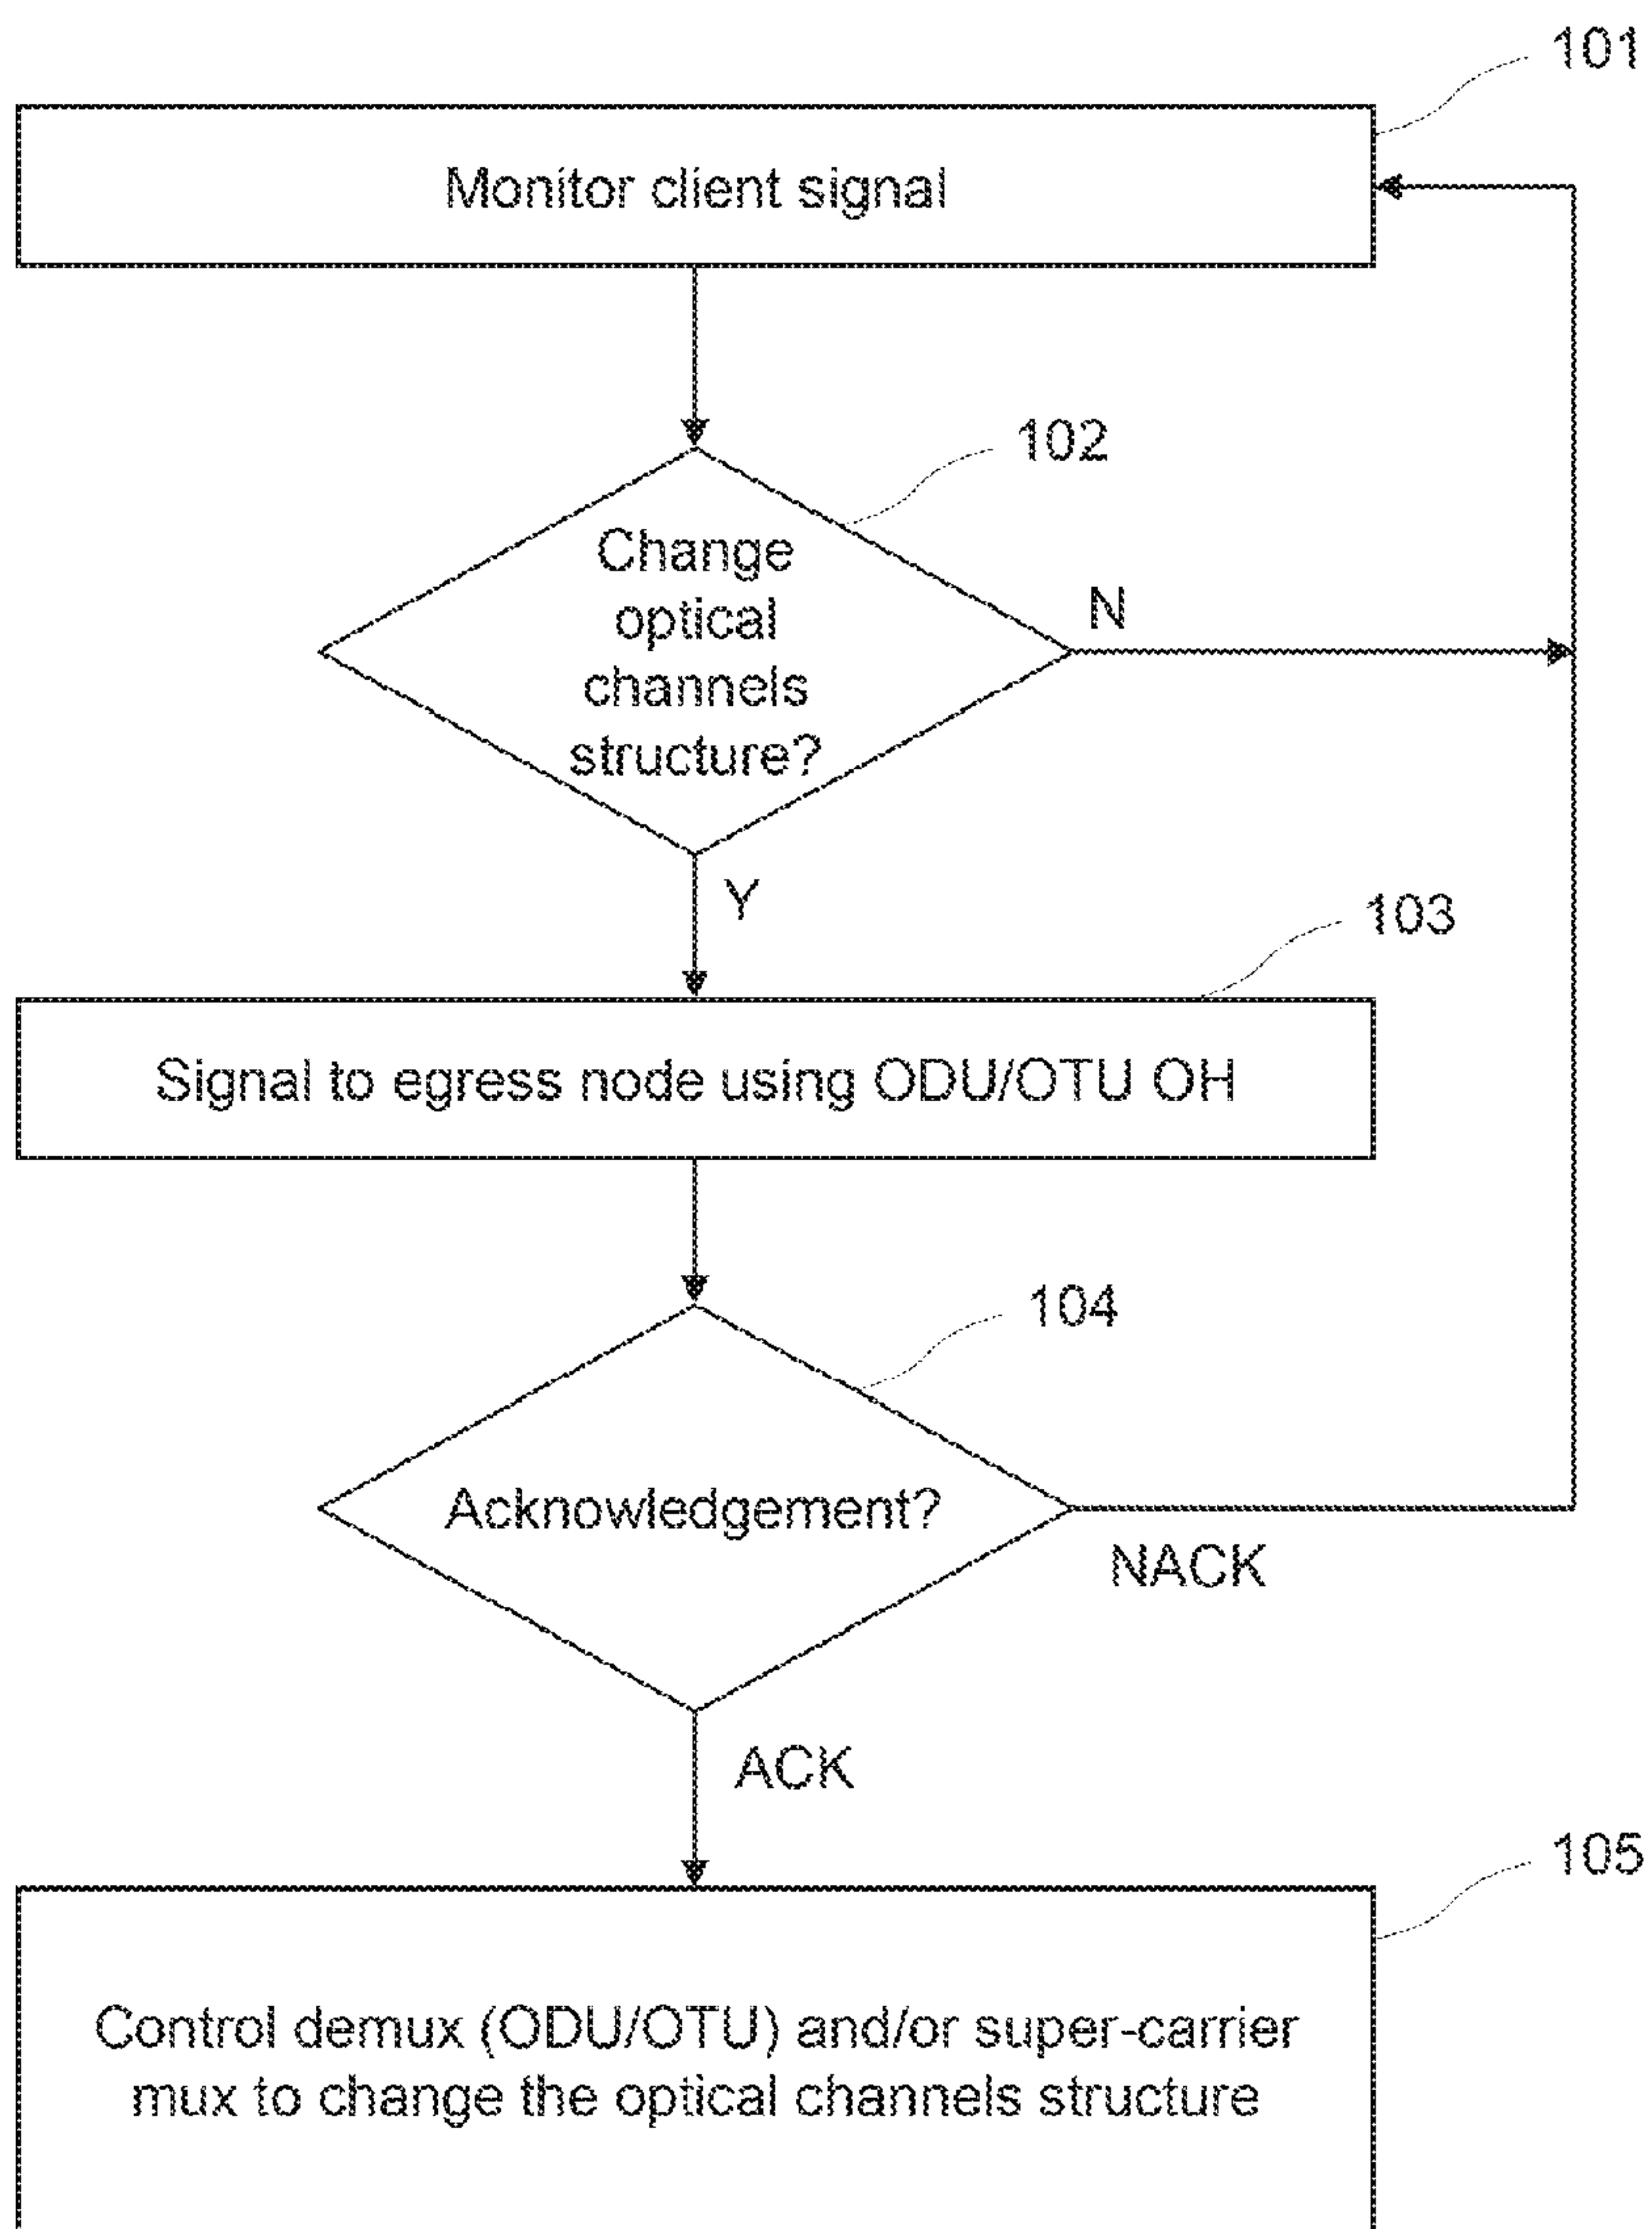 101
Monitor client signal
102
Change
optical
channels
structure?
N
Y
103
Signal to egress node using ODU/OTU OH
104
Acknowledgement?
NACK
ACK
105
Control demux (ODU/OTU) and/or super-carrier
mux to change the optical channels structure